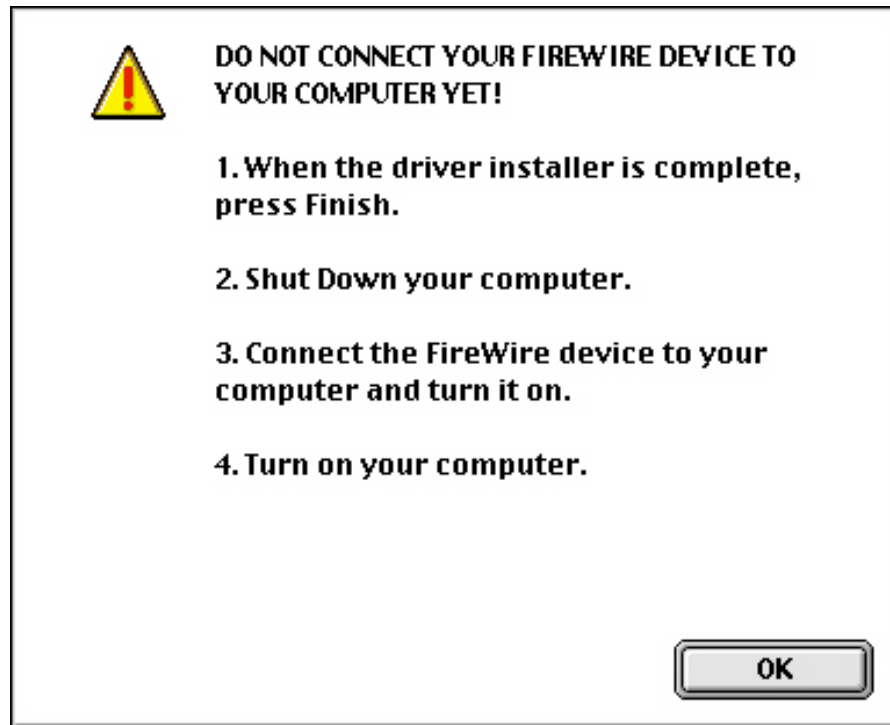 DO NOT CONNECT YOUR FIREWIRE DEVICE TO
YOUR COMPUTER YET!
1. When the driver installer is complete,
press Finish.
2. Shut Down your computer.
3. Connect the FireWire device to your
computer and turn it on.
4. Turn on your computer.
OK